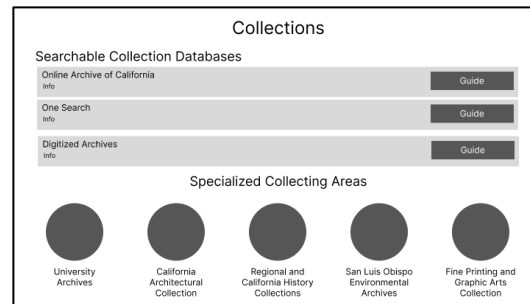 Collections
Searchable Collection Databases
Online Archive of California
Info
Guide
One Search
Info
Guide
Digitized Archives
Info
Guide
Specialized Collecting Areas
University
Archives
California
Architectural
Collection
Regional and
California History
Collections
San Luis Obispo
Environmental
Archives
Fine Printing and
Graphic Arts
Collection